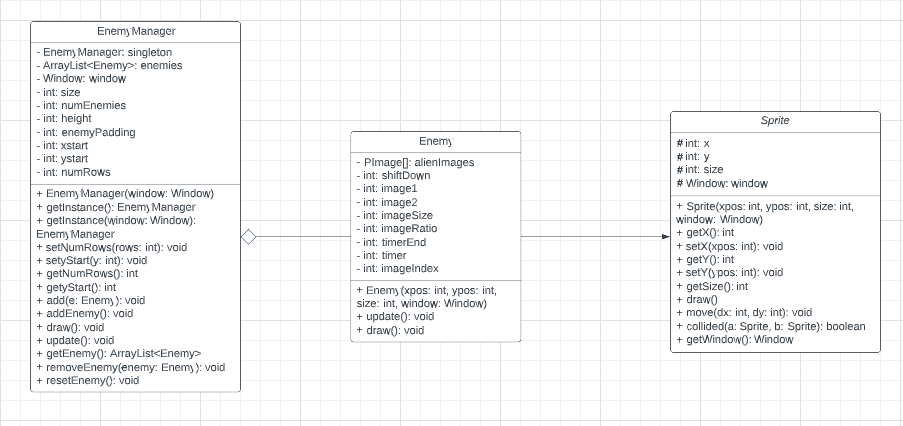 EnemyManager
- EnemyManager: singleton
- ArrayList<Enemy>: enemies
- Window: window
- int: size
- int: numEnemies
- int: height
- int: enemyPadding
- int: xstart
- int: ystart
- int: numRows
+ EnemyManager(window: Window)
+ getInstance(): EnemyManager
+ getInstance(window: Window):
EnemyManager
+ setNumRows(rows: int): void
+ setyStart(y: int): void
+ getNumRows(): int
+ getyStart(): int
+ add(e: Enemy): void
+ addEnemy(): void
+ draw(): void
+ update(): void
+ getEnemy(): ArrayList<Enemy>
+ removeEnemy(enemy: Enemy): void
+ resetEnemy(): void
Enemy
- PImage[]: alienImages
- int: shiftDown
- int: image1
- int: image2
- int: imageSize
- int: imageRatio
- int: timerEnd
- int: timer
- int: imageIndex
+ Enemy(xpos: int, ypos: int,
size: int, window: Window)
+ update(): void
+ draw(): void
Sprite
# int: x
# int: y
# int: size
# Window: window
+ Sprite(xpos: int, ypos: int, size: int,
window: Window)
+ getX(): int
+ setX(xpos: int): void
+ getY(): int
+ setY(ypos: int): void
+ getSize(): int
+ draw()
+ move(dx: int, dy: int): void
+ collided(a: Sprite, b: Sprite): boolean
+ getWindow(): Window